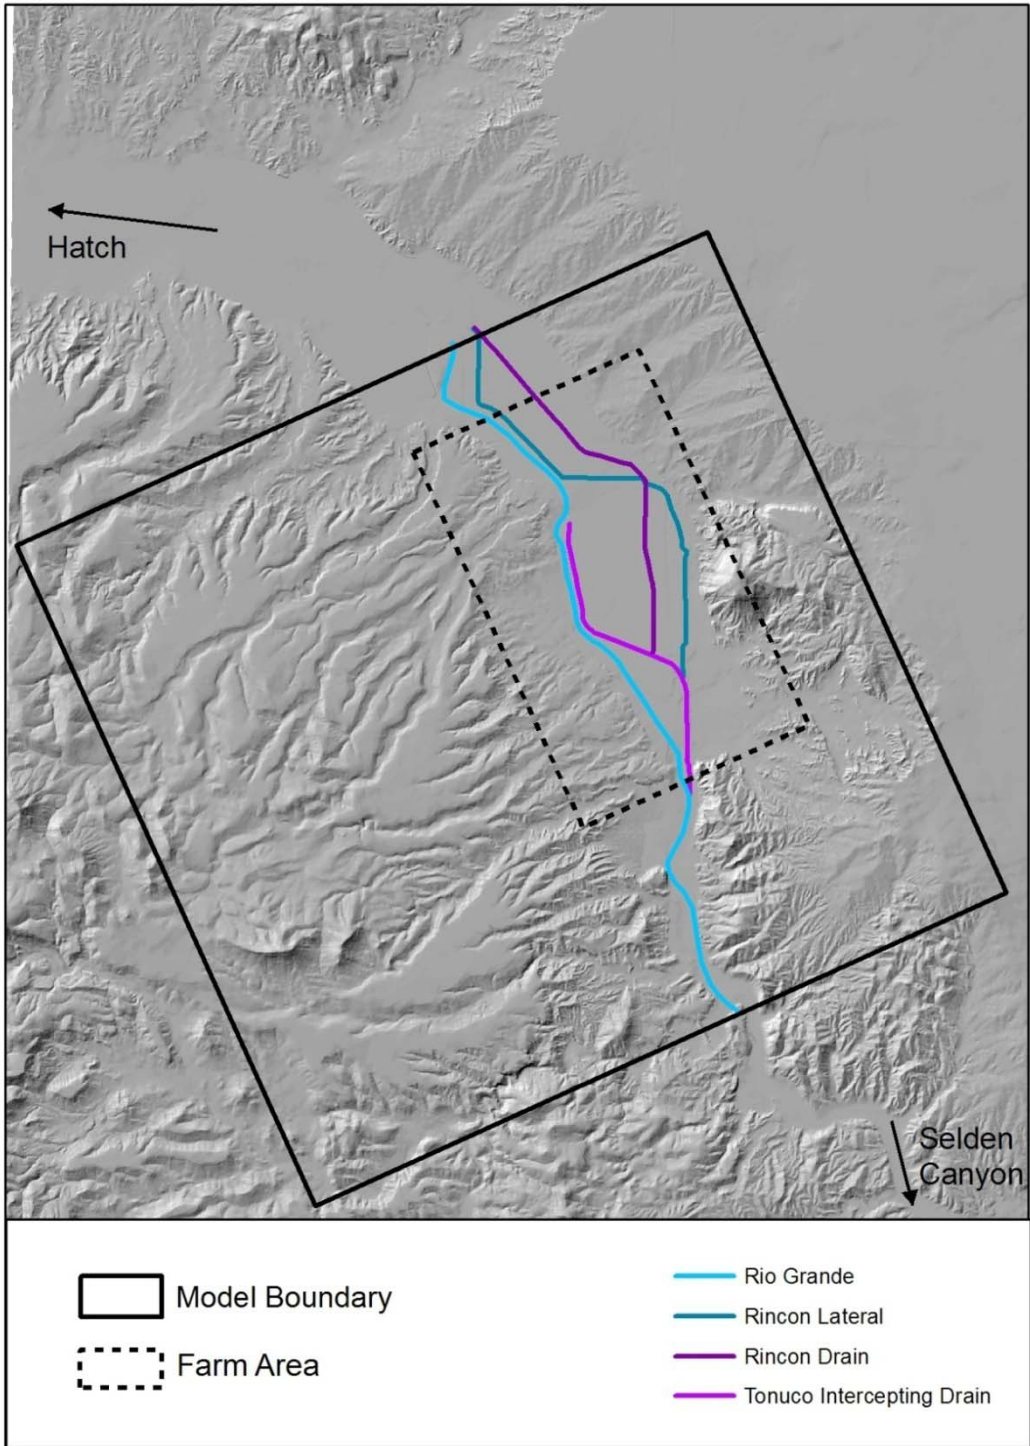 Hatch
Selden
Canyon
Model Boundary
Farm Area
Rio Grande
Rincon Lateral
Rincon Drain
Tonuco Intercepting Drain